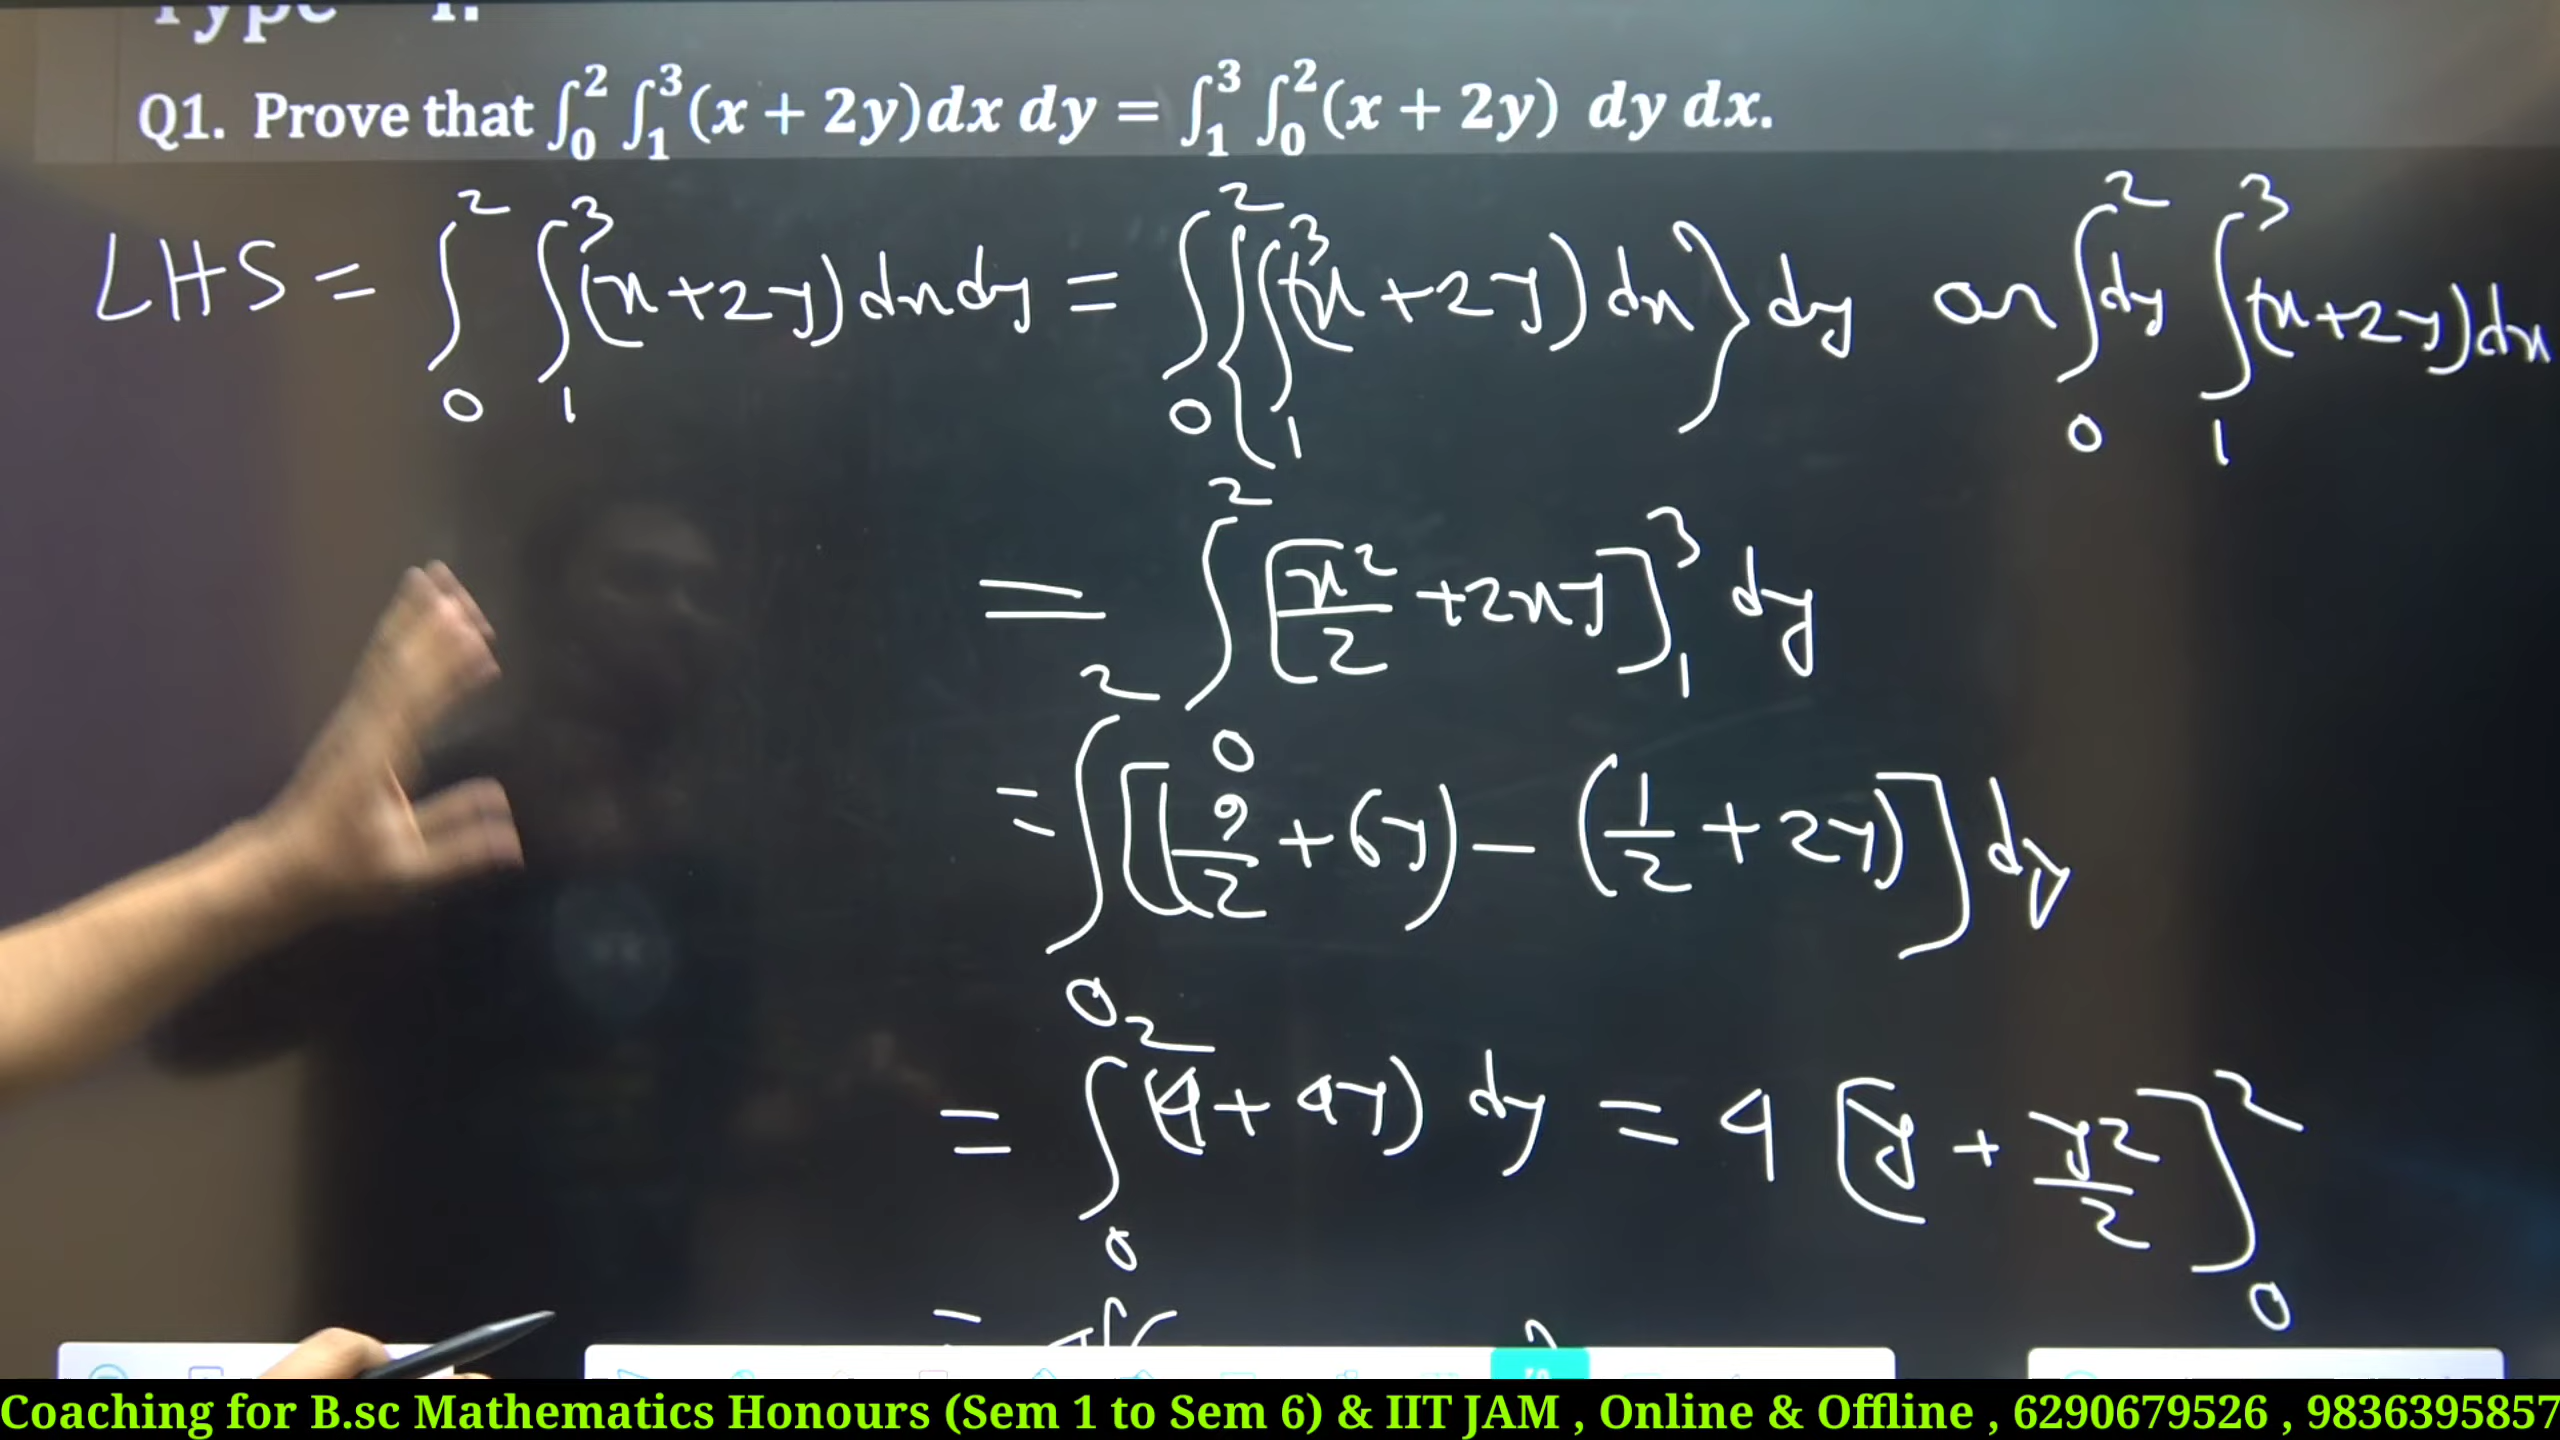 Type - 1.
Q1. Prove that ∫₀² ∫₁³ (x + 2y) dx dy = ∫₁³ ∫₀² (x + 2y) dy dx.
LHS = ∫₀² ∫₁³ (x+2y) dx dy = ∫₀² {∫₁³ (x+2y) dx} dy or ∫₀² dy ∫₁³ (x+2y) dx
= ∫₀² [x²/2 + 2xy]₁³ dy
= ∫₀² [(9/2 + 6y) - (1/2 + 2y)] dy
= ∫₀² (4 + 4y) dy = 4 [y + y²/2]₀²
=
Coaching for B.sc Mathematics Honours (Sem 1 to Sem 6) & IIT JAM , Online & Offline , 6290679526 , 9836395857